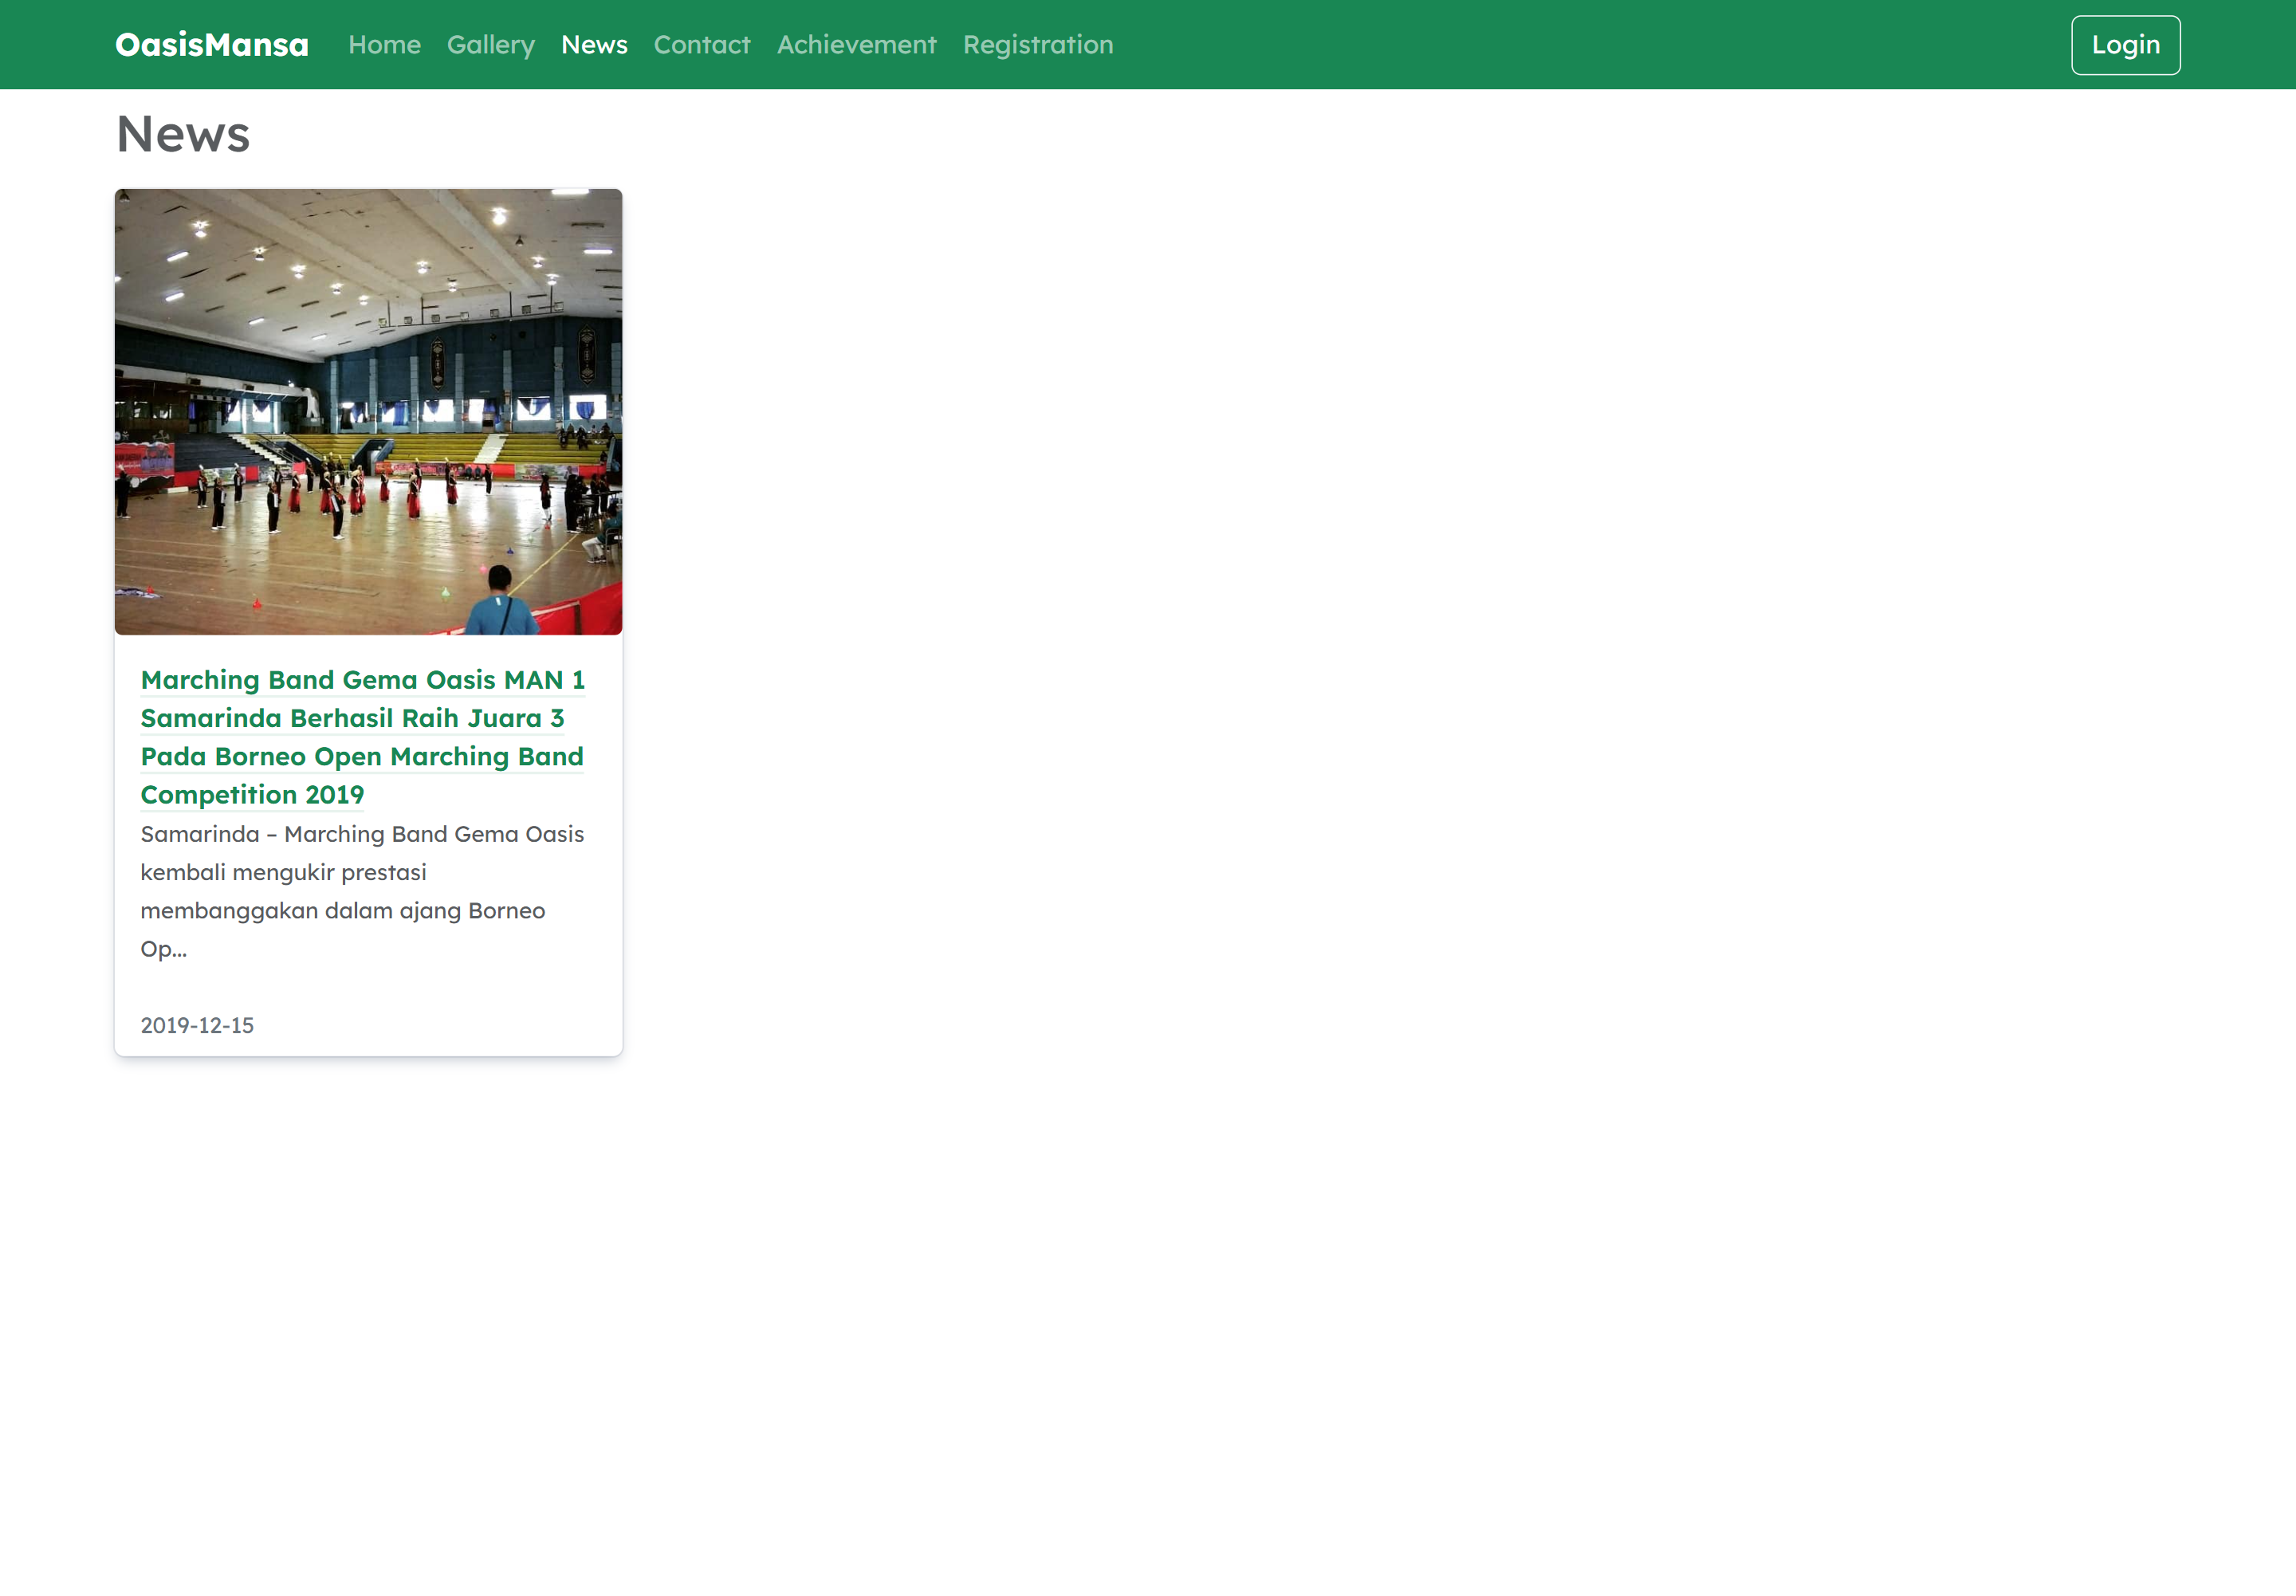 OasisMansa Home Gallery News Contact Achievement Registration Login
News
Marching Band Gema Oasis MAN 1
Samarinda Berhasil Raih Juara 3
Pada Borneo Open Marching Band
Competition 2019
Samarinda – Marching Band Gema Oasis
kembali mengukir prestasi
membanggakan dalam ajang Borneo
Op...
2019-12-15